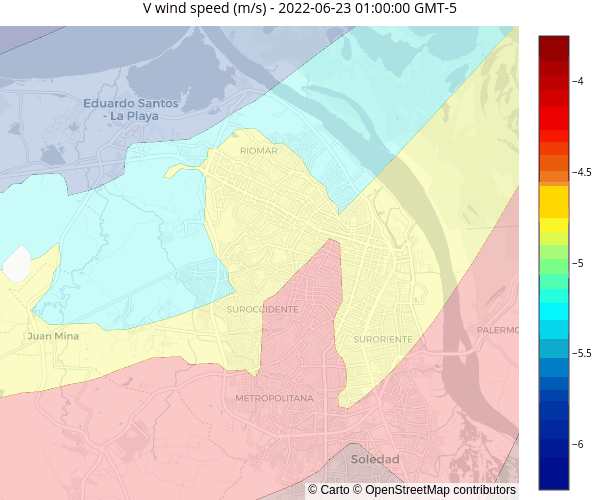 V wind speed (m/s) - 2022-06-23 01:00:00 GMT-5
Eduardo Santos
- La Playa
RIOMAR
SUROCCIDENTE
Juan Mina
SURORIENTE
PALERMO
METROPOLITANA
Soledad
© Carto © OpenStreetMap contributors
−4
−4.5
−5
−5.5
−6